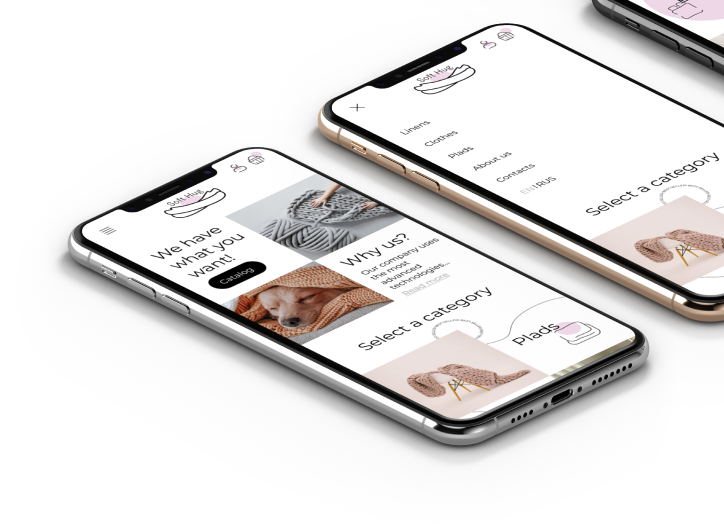 Soft Hug
We have
what you
want!
Catalog
Why us?
Our company uses
the most
advanced
technologies...
Read more
Select a category
Plads
Soft Hug
Linens
Clothes
Plads
About us
Contacts
EN|RUS
Select a category